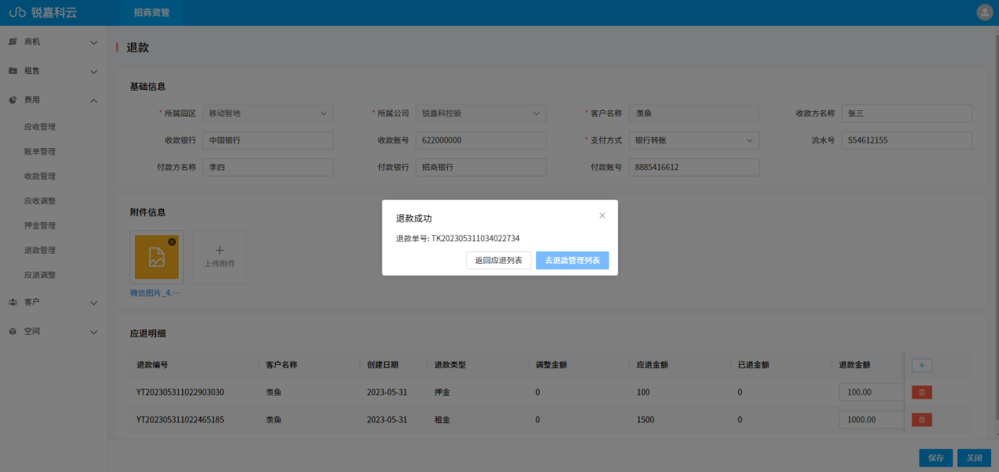 锐嘉科云 招商资管
商机
租售
费用
应收管理
账单管理
收款管理
应收调整
押金管理
退款管理
应退调整
客户
空间
退款
基础信息
* 所属园区 移动智地 * 所属公司 锐嘉科控股 * 客户名称 羡鱼 收款方名称 张三
收款银行 中国银行 收款账号 622000000 * 支付方式 银行转账 流水号 S54612155
付款方名称 李四 付款银行 招商银行 付款账号 8885416612
附件信息
上传附件
微信图片_4.…
退款成功
退款单号: TK202305311034022734
返回应退列表 去退款管理列表
应退明细
退款编号 客户名称 创建日期 退款类型 调整金额 应退金额 已退金额 退款金额
YT202305311022903030 羡鱼 2023-05-31 押金 0 100 0 100.00
YT202305311022465185 羡鱼 2023-05-31 租金 0 1500 0 1000.00
保存 关闭